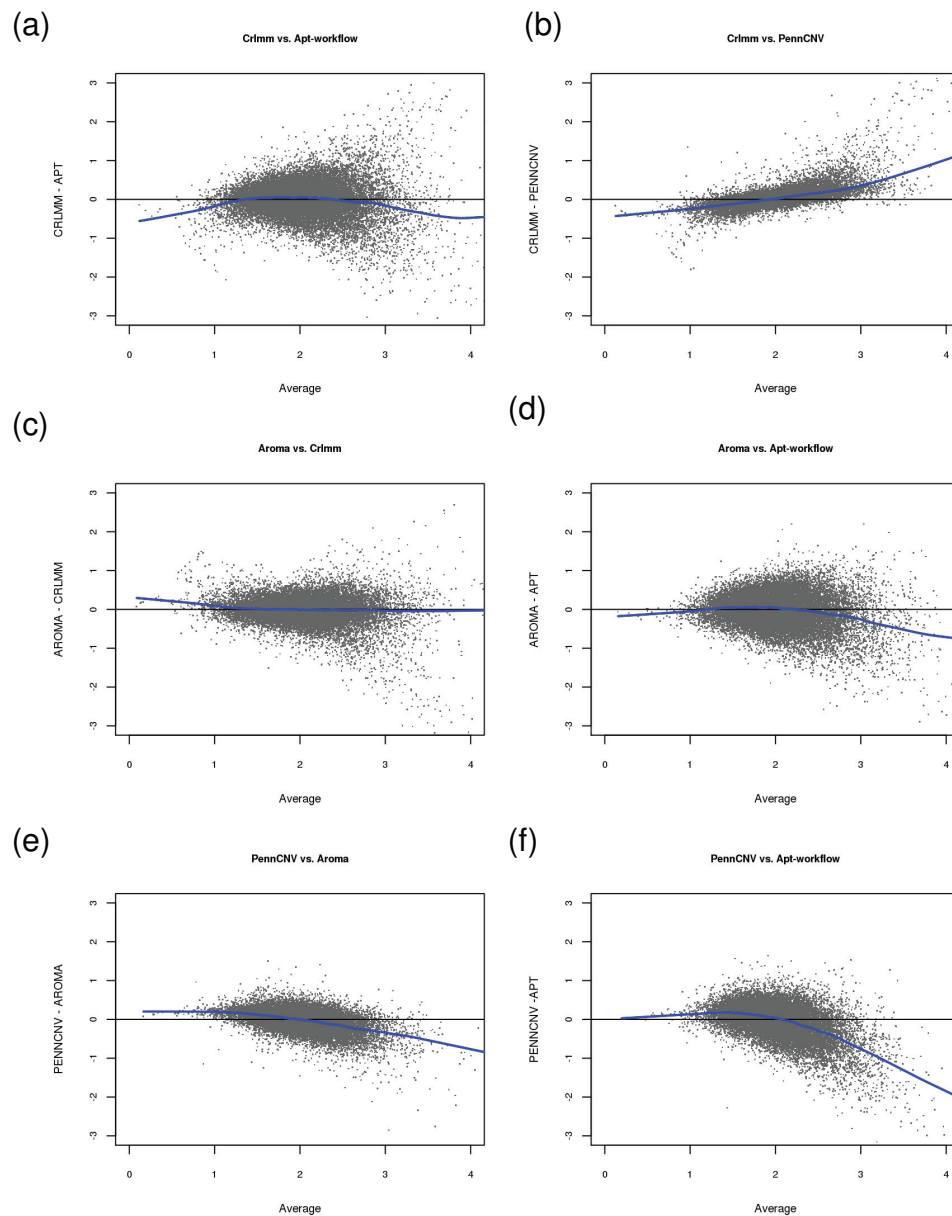 (a)
Crlmm vs. Apt-workflow
CRLMM - APT
3
2
1
0
-1
-2
-3
0 1 2 3 4
Average
(b)
Crlmm vs. PennCNV
CRLMM - PENNCNV
3
2
1
0
-1
-2
-3
0 1 2 3 4
Average
(c)
Aroma vs. Crlmm
AROMA - CRLMM
3
2
1
0
-1
-2
-3
0 1 2 3 4
Average
(d)
Aroma vs. Apt-workflow
AROMA - APT
3
2
1
0
-1
-2
-3
0 1 2 3 4
Average
(e)
PennCNV vs. Aroma
PENNCNV - AROMA
3
2
1
0
-1
-2
-3
0 1 2 3 4
Average
(f)
PennCNV vs. Apt-workflow
PENNCNV -APT
3
2
1
0
-1
-2
-3
0 1 2 3 4
Average